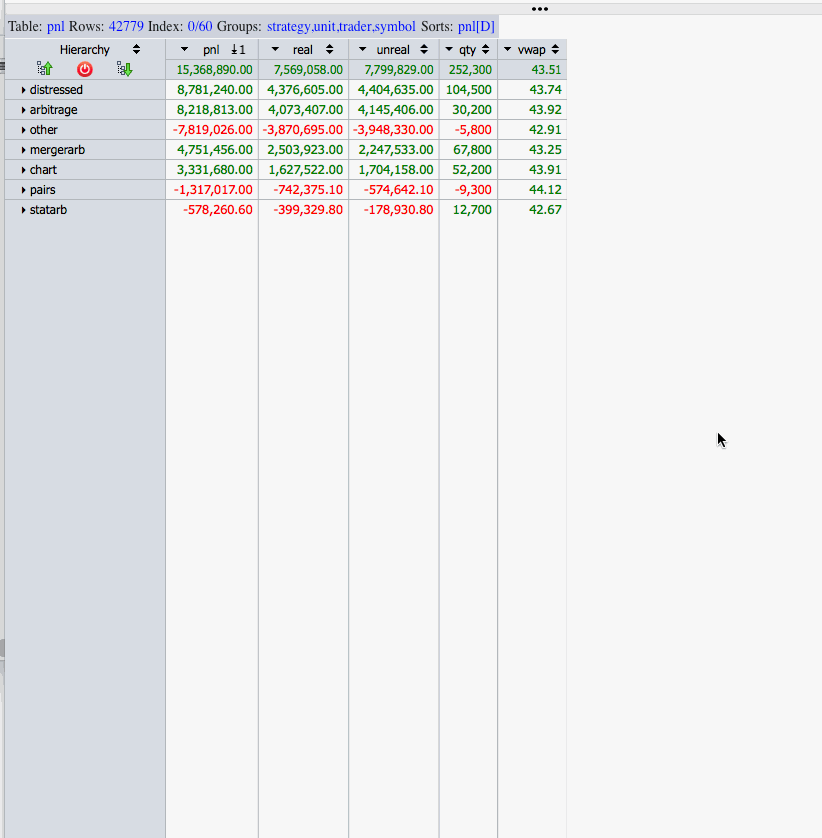 Table: pnl Rows: 42779 Index: 0/60 Groups: strategy,unit,trader,symbol Sorts: pnl[D]
Hierarchy pnl 1 real unreal qty vwap
15,368,890.00 7,569,058.00 7,799,829.00 252,300 43.51
distressed 8,781,240.00 4,376,605.00 4,404,635.00 104,500 43.74
arbitrage 8,218,813.00 4,073,407.00 4,145,406.00 30,200 43.92
other -7,819,026.00 -3,870,695.00 -3,948,330.00 -5,800 42.91
mergerarb 4,751,456.00 2,503,923.00 2,247,533.00 67,800 43.25
chart 3,331,680.00 1,627,522.00 1,704,158.00 52,200 43.91
pairs -1,317,017.00 -742,375.10 -574,642.10 -9,300 44.12
statarb -578,260.60 -399,329.80 -178,930.80 12,700 42.67